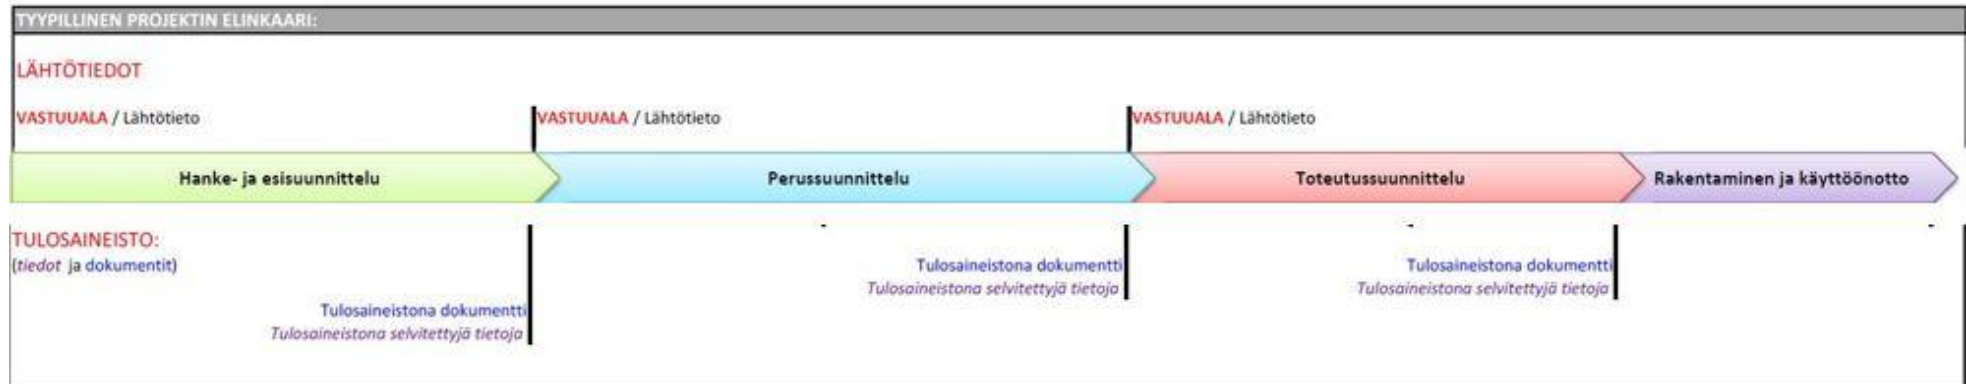 TYYPILLINEN PROJEKTIN ELINKAARI:
LÄHTÖTIEDOT
VASTUUALA / Lähtötieto
VASTUUALA / Lähtötieto
VASTUUALA / Lähtötieto
Hanke- ja esisuunnittelu
Perussuunnittelu
Toteutussuunnittelu
Rakentaminen ja käyttöönotto
TULOSAINEISTO:
(tiedot ja dokumentit)
Tulosaineistona dokumentti
Tulosaineistona selvitettyjä tietoja
Tulosaineistona dokumentti
Tulosaineistona selvitettyjä tietoja
Tulosaineistona dokumentti
Tulosaineistona selvitettyjä tietoja